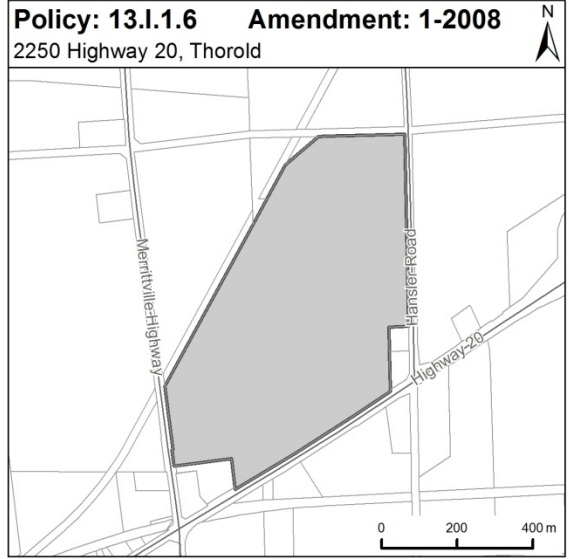 Policy: 13.I.1.6 Amendment: 1-2008
2250 Highway 20, Thorold
N
Merrittville-Highway
Hansler-Road
Highway-20
0 200 400 m